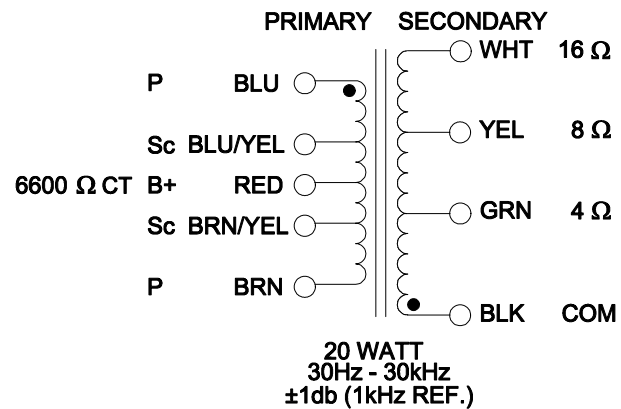 PRIMARY SECONDARY
WHT 16 Ω
P BLU
YEL 8 Ω
Sc BLU/YEL
6600 Ω CT B+ RED
GRN 4 Ω
Sc BRN/YEL
P BRN
BLK COM
20 WATT
30Hz - 30kHz
±1db (1kHz REF.)